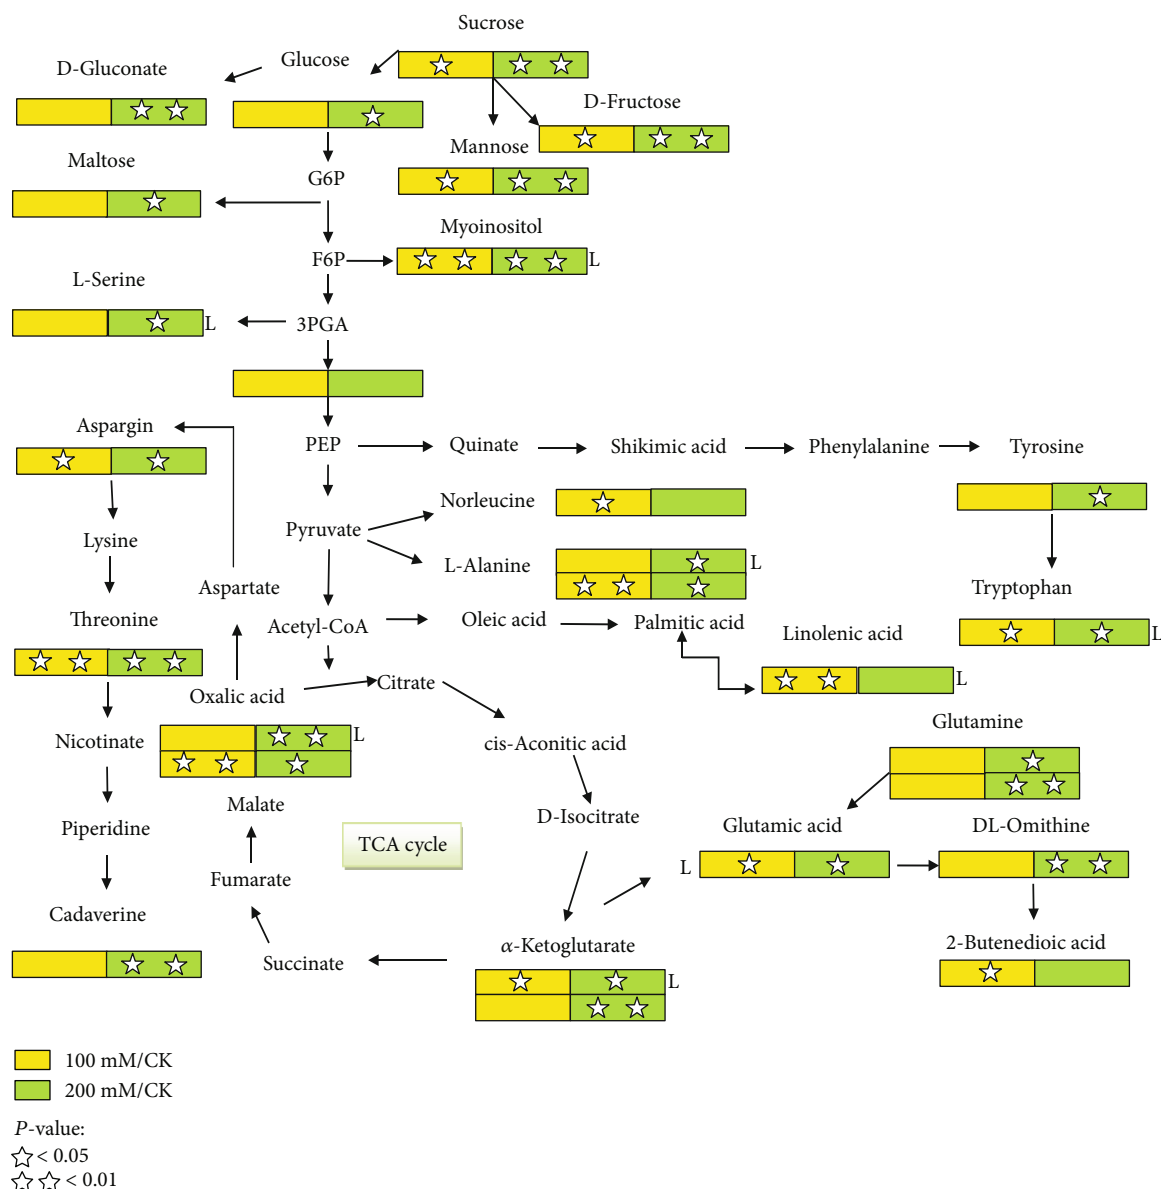 Sucrose
Glucose
D-Gluconate
D-Fructose
Mannose
Maltose
G6P
Myoinositol
F6P
L
L-Serine
L
3PGA
Aspargin
PEP
Quinate
Shikimic acid
Phenylalanine
Tyrosine
Norleucine
Pyruvate
Lysine
L-Alanine
L
Aspartate
Tryptophan
Threonine
Acetyl-CoA
Oleic acid
Palmitic acid
Linolenic acid
L
L
Oxalic acid
Citrate
Glutamine
Nicotinate
L
cis-Aconitic acid
Malate
D-Isocitrate
Glutamic acid
DL-Omithine
Piperidine
TCA cycle
L
Fumarate
Cadaverine
α-Ketoglutarate
2-Butenedioic acid
Succinate
L
100 mM/CK
200 mM/CK
P-value:
< 0.05
< 0.01